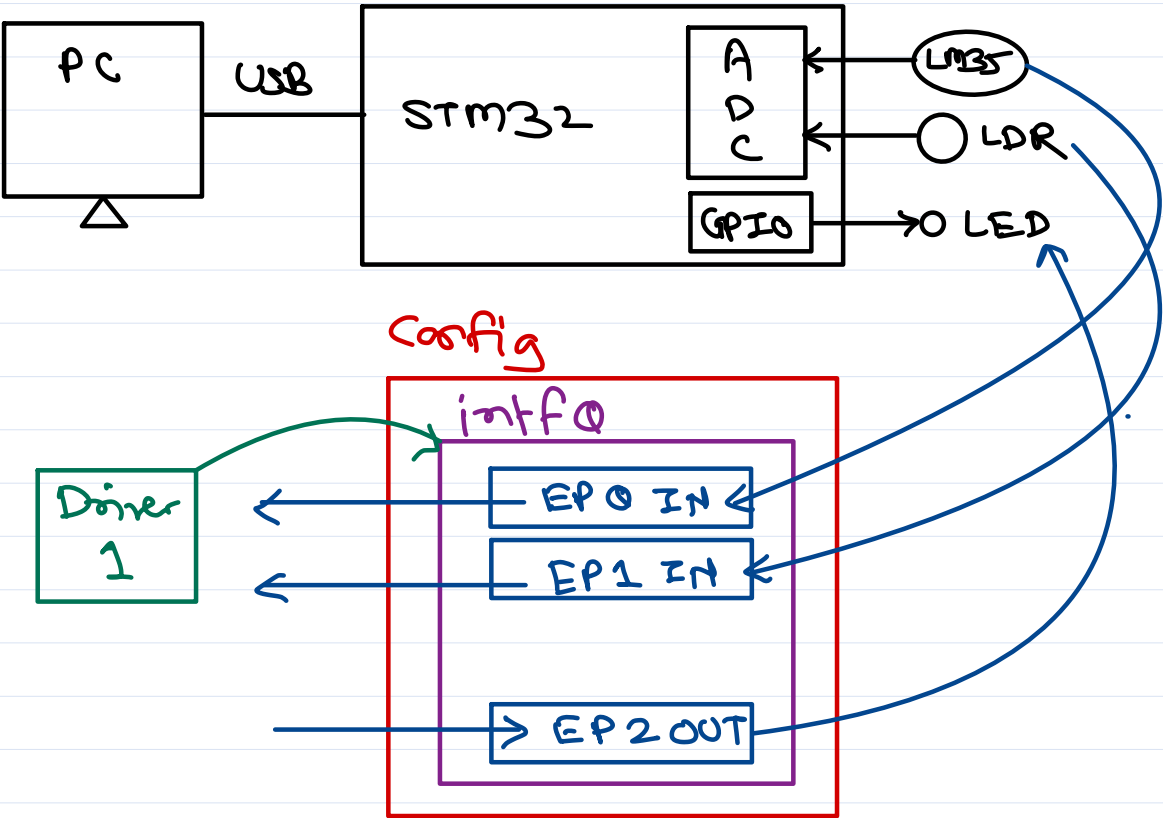 PC
USB
STM32
A
D
C
LM35
LDR
GPIO
LED
Config
intf0
Driver
1
EP0 IN
EP1 IN
EP2 OUT